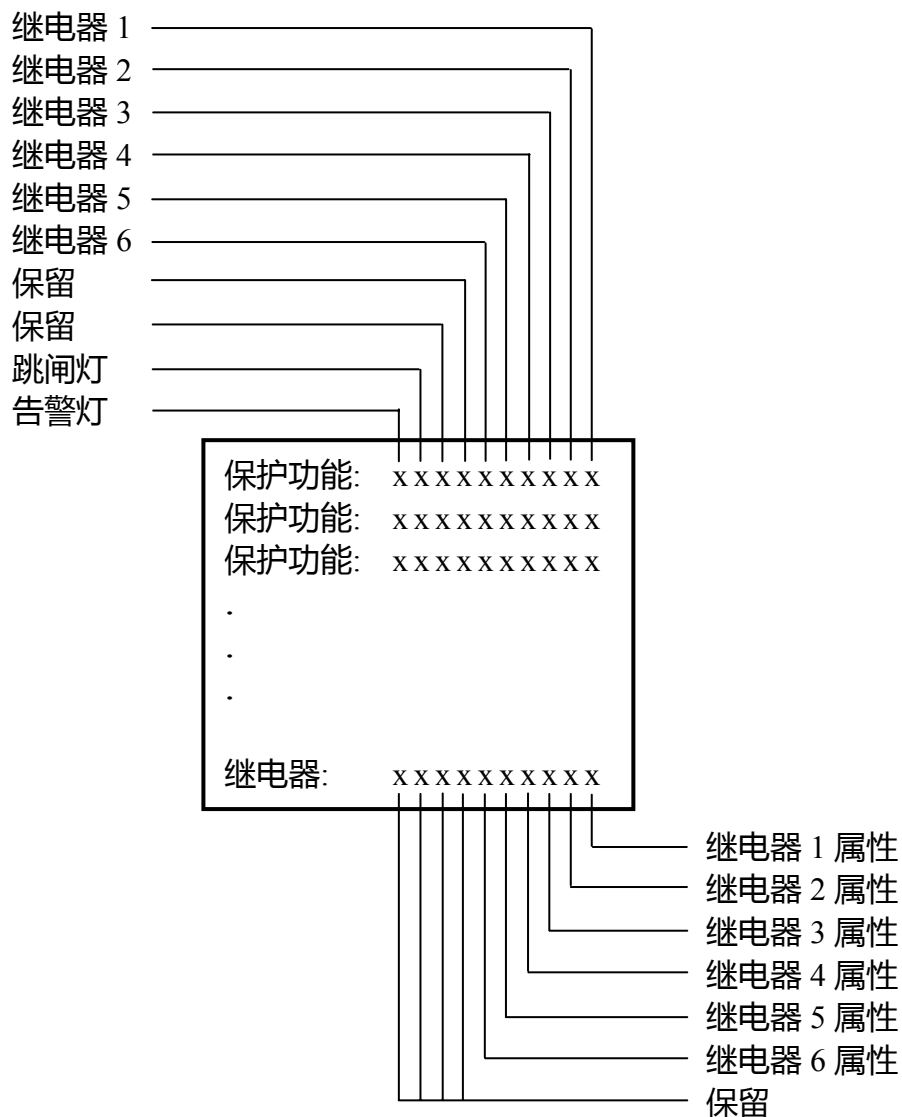 继电器 1
继电器 2
继电器 3
继电器 4
继电器 5
继电器 6
保留
保留
跳闸灯
告警灯
保护功能: x x x x x x x x x x
保护功能: x x x x x x x x x x
保护功能: x x x x x x x x x x
.
.
.
继电器: x x x x x x x x x x
继电器 1 属性
继电器 2 属性
继电器 3 属性
继电器 4 属性
继电器 5 属性
继电器 6 属性
保留